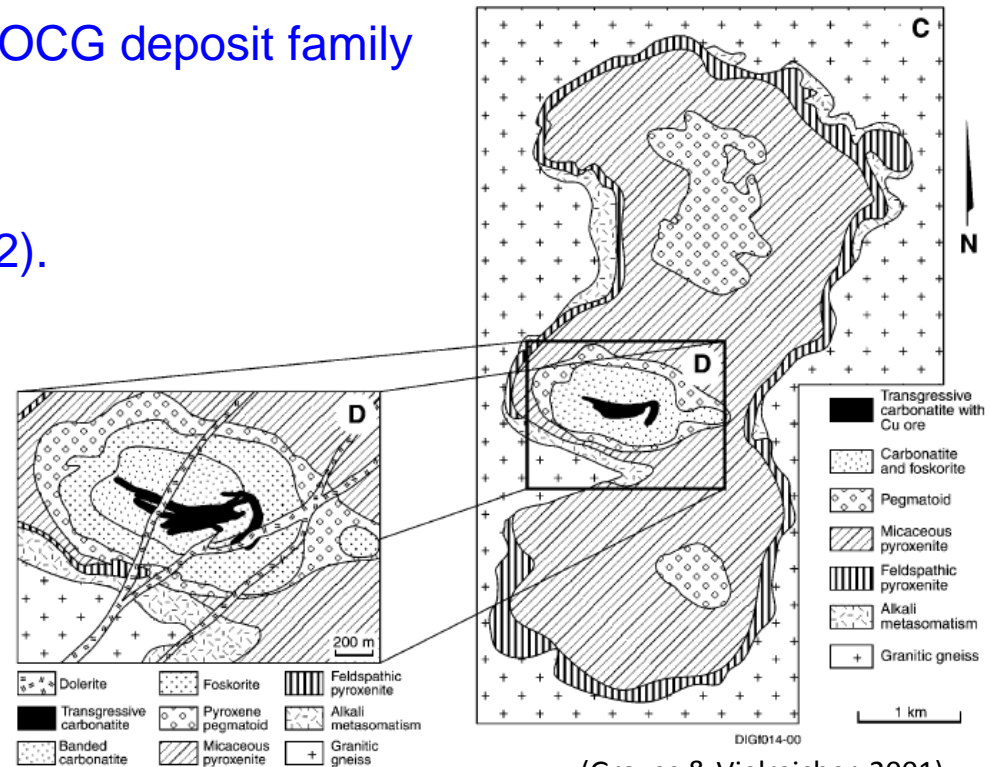 OCG deposit family
2).
C
N
D
Transgressive
carbonatite with
Cu ore
Carbonatite
and foskorite
Pegmatoid
Micaceous
pyroxenite
Feldspathic
pyroxenite
Alkali
metasomatism
Granitic gneiss
1 km
DIGf014-00
D
200 m
Dolerite
Transgressive
carbonatite
Banded
carbonatite
Foskorite
Pyroxene
pegmatoid
Micaceous
pyroxenite
Feldspathic
pyroxenite
Alkali
metasomatism
Granitic
gneiss